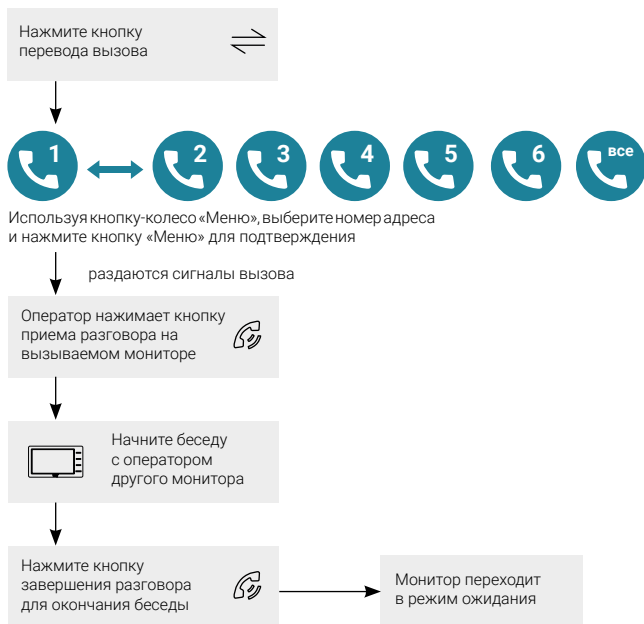 Нажмите кнопку
перевода вызова
1 2 3 4 5 6 все
Используя кнопку-колесо «Меню», выберите номер адреса
и нажмите кнопку «Меню» для подтверждения
раздаются сигналы вызова
Оператор нажимает кнопку
приема разговора на
вызываемом мониторе
Начните беседу
с оператором
другого монитора
Нажмите кнопку
завершения разговора
для окончания беседы
Монитор переходит
в режим ожидания